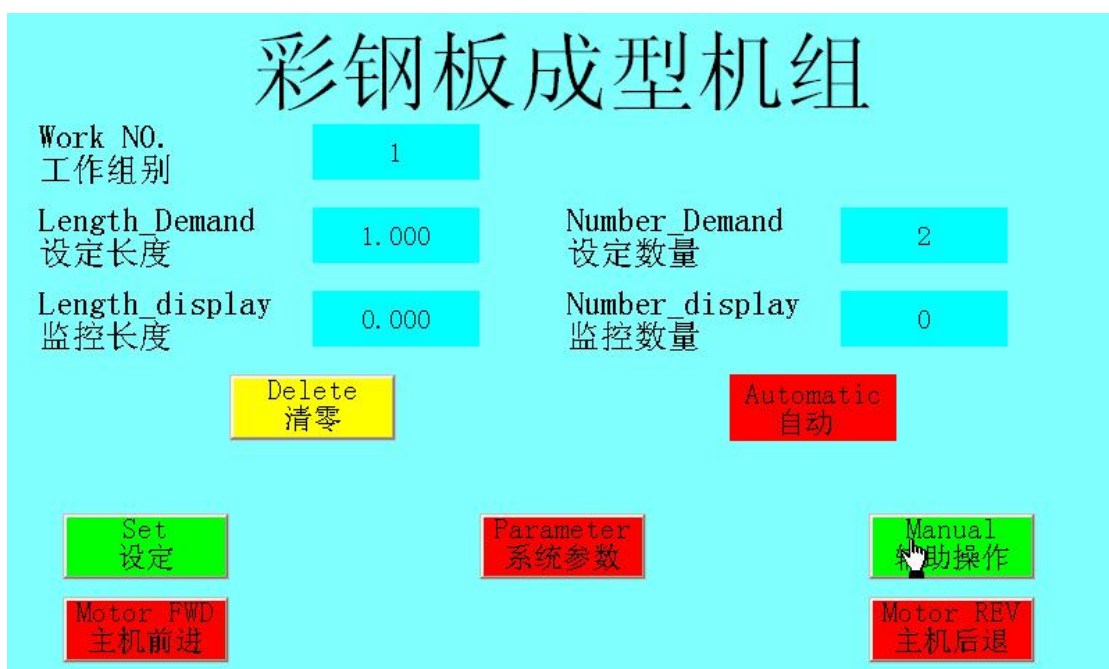 彩钢板成型机组
Work NO.
工作组别
1
Length_Demand
设定长度
1.000
Number_Demand
设定数量
2
Length_display
监控长度
0.000
Number_display
监控数量
0
Delete
清零
Automatic
自动
Set
设定
Parameter
系统参数
Manual
辅助操作
Motor FWD
主机前进
Motor REV
主机后退